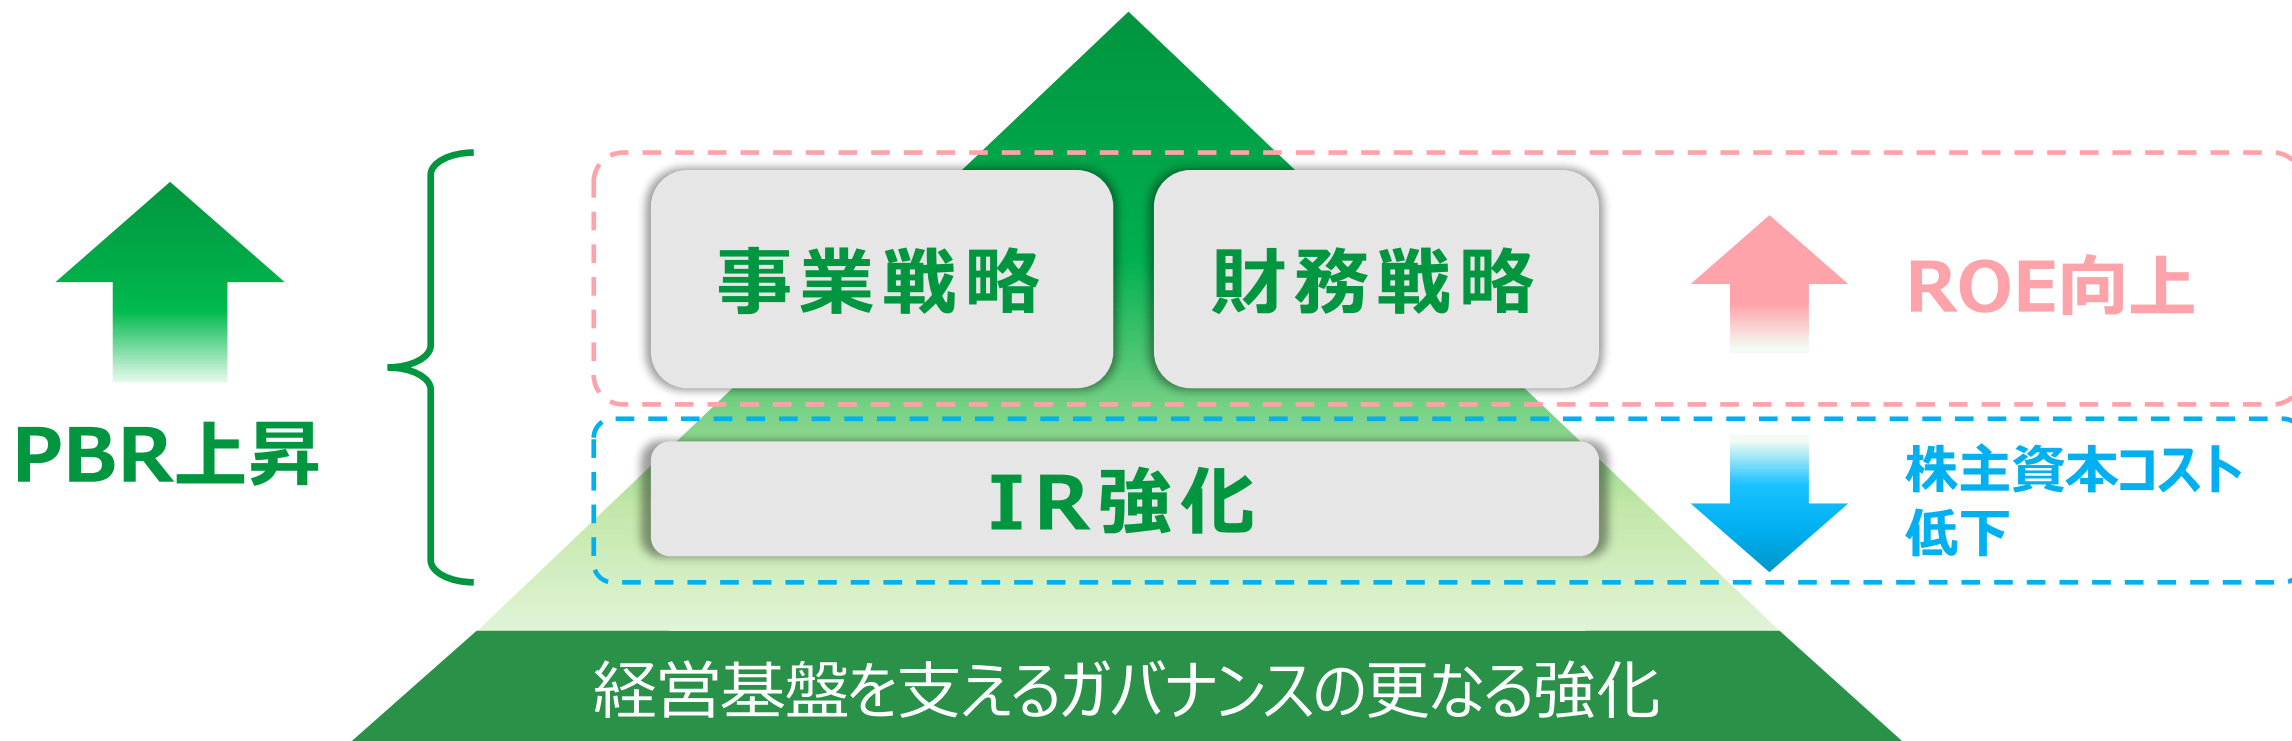 事業戦略
財務戦略
ROE向上
PBR上昇
IR強化
株主資本コスト
低下
経営基盤を支えるガバナンスの更なる強化